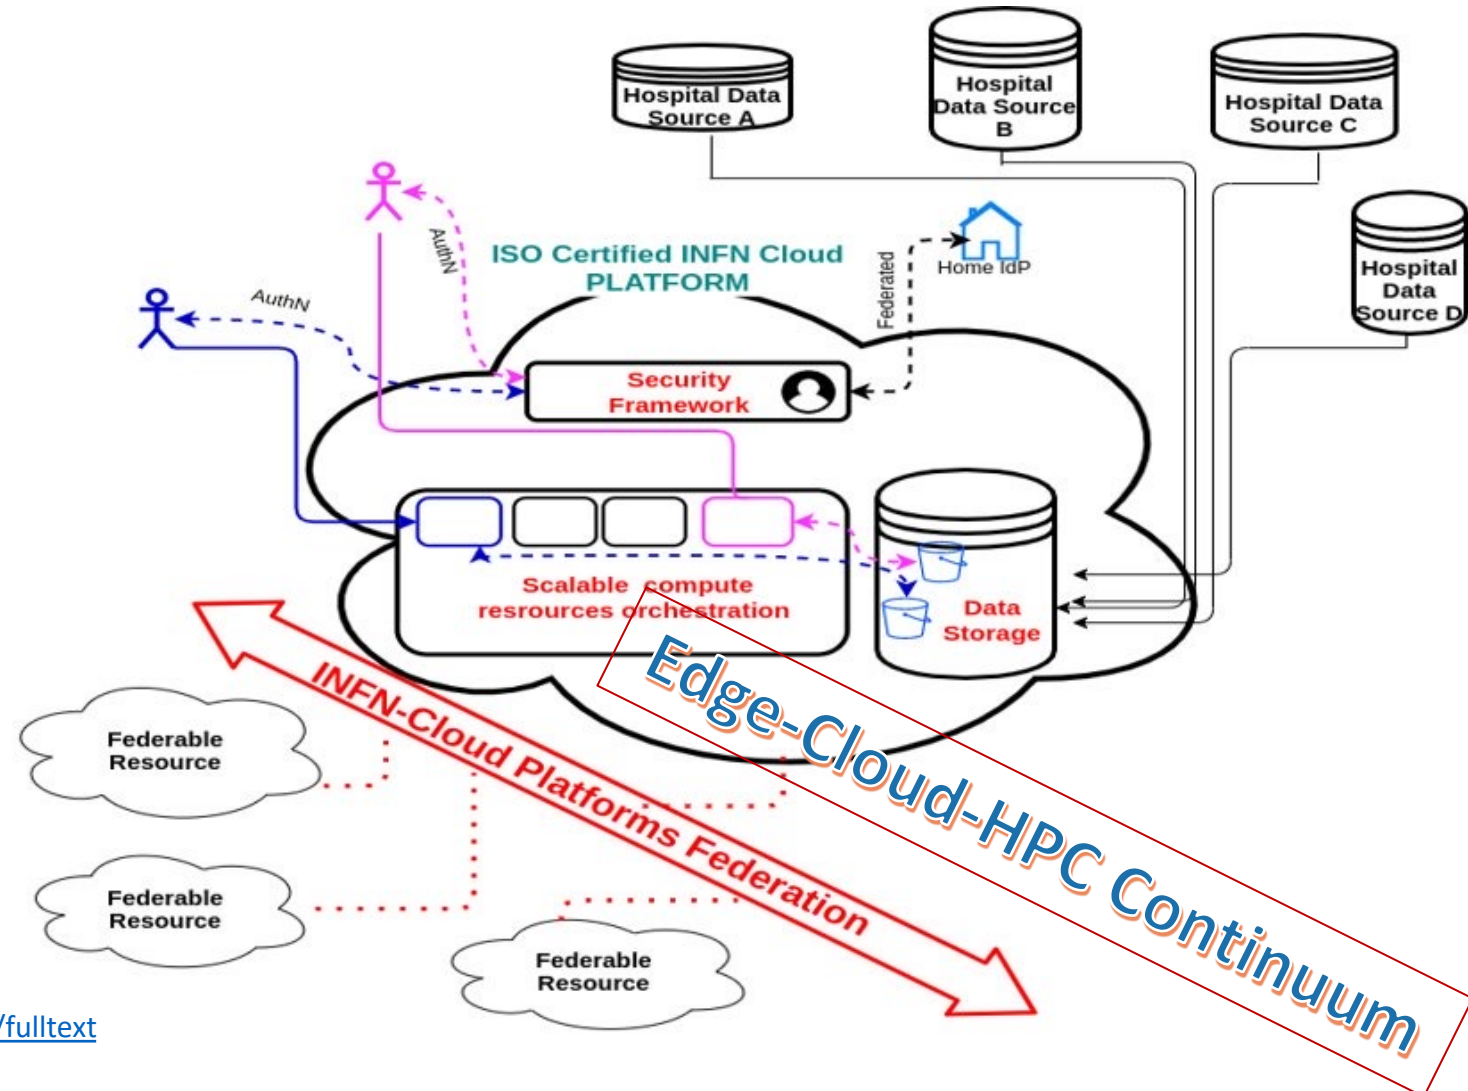 Hospital Data
Source A
Hospital
Data Source
B
Hospital Data
Source C
Hospital
Data
Source D
AuthN
AuthN
ISO Certified INFN Cloud
PLATFORM
Federated
Home IdP
Security
Framework
Scalable compute
resrources orchestration
Data
Storage
INFN-Cloud Platforms Federation
Edge-Cloud-HPC Continuum
Federable
Resource
Federable
Resource
Federable
Resource
/fulltext